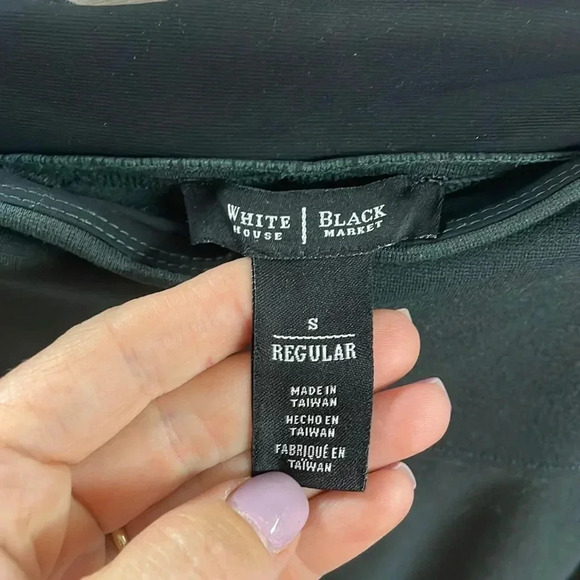 WHITE | BLACK
HOUSE | MARKET
S
REGULAR
MADE IN
TAIWAN
HECHO EN
TAIWAN
FABRIQUÉ EN
TAÏWAN